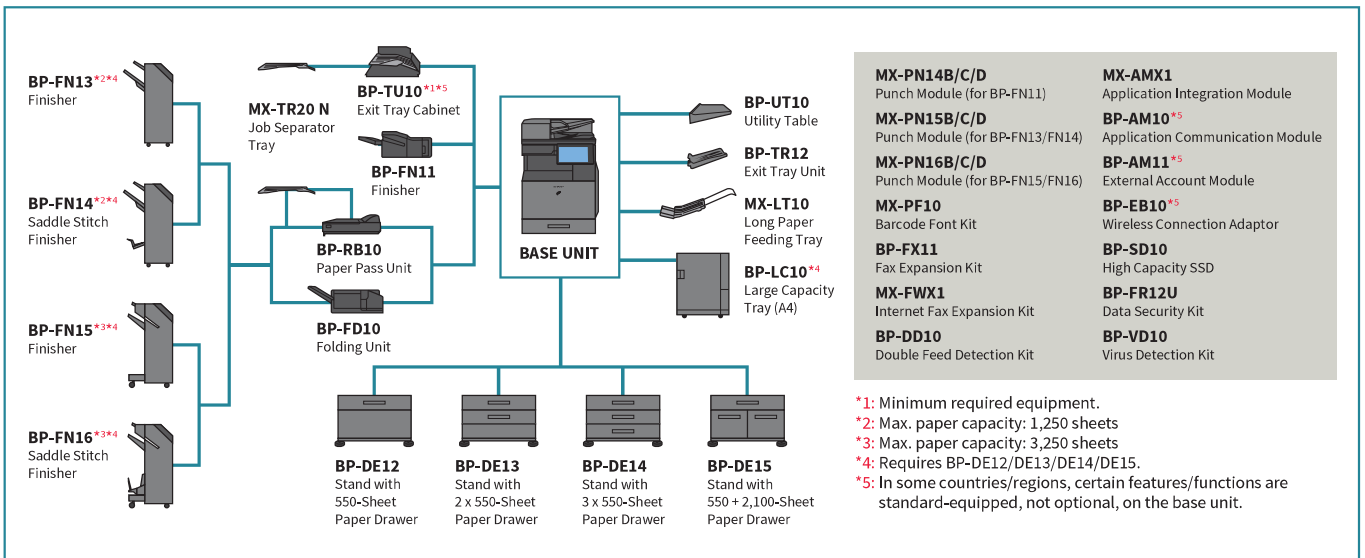 BP-FN13*2*4
Finisher
BP-FN14*2*4
Saddle Stitch
Finisher
BP-FN15*3*4
Finisher
BP-FN16*3*4
Saddle Stitch
Finisher
MX-TR20 N
Job Separator
Tray
BP-TU10*1*5
Exit Tray Cabinet
BP-FN11
Finisher
BP-RB10
Paper Pass Unit
BP-FD10
Folding Unit
BASE UNIT
BP-UT10
Utility Table
BP-TR12
Exit Tray Unit
MX-LT10
Long Paper
Feeding Tray
BP-LC10*4
Large Capacity
Tray (A4)
BP-DE12
Stand with
550-Sheet
Paper Drawer
BP-DE13
Stand with
2 x 550-Sheet
Paper Drawer
BP-DE14
Stand with
3 x 550-Sheet
Paper Drawer
BP-DE15
Stand with
550 + 2,100-Sheet
Paper Drawer
MX-PN14B/C/D
Punch Module (for BP-FN11)
MX-PN15B/C/D
Punch Module (for BP-FN13/FN14)
MX-PN16B/C/D
Punch Module (for BP-FN15/FN16)
MX-PF10
Barcode Font Kit
BP-FX11
Fax Expansion Kit
MX-FWX1
Internet Fax Expansion Kit
BP-DD10
Double Feed Detection Kit
MX-AMX1
Application Integration Module
BP-AM10*5
Application Communication Module
BP-AM11*5
External Account Module
BP-EB10*5
Wireless Connection Adaptor
BP-SD10
High Capacity SSD
BP-FR12U
Data Security Kit
BP-VD10
Virus Detection Kit
*1: Minimum required equipment.
*2: Max. paper capacity: 1,250 sheets
*3: Max. paper capacity: 3,250 sheets
*4: Requires BP-DE12/DE13/DE14/DE15.
*5: In some countries/regions, certain features/functions are
standard-equipped, not optional, on the base unit.